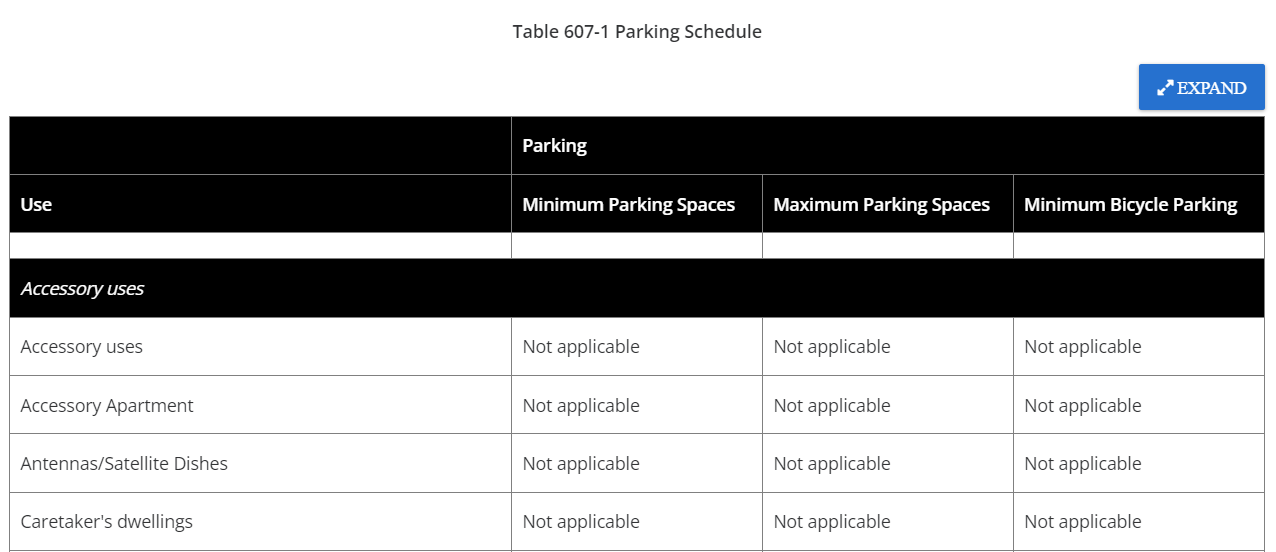 Table 607-1 Parking Schedule
EXPAND
Parking
Use Minimum Parking Spaces Maximum Parking Spaces Minimum Bicycle Parking
Accessory uses
Accessory uses Not applicable Not applicable Not applicable
Accessory Apartment Not applicable Not applicable Not applicable
Antennas/Satellite Dishes Not applicable Not applicable Not applicable
Caretaker's dwellings Not applicable Not applicable Not applicable